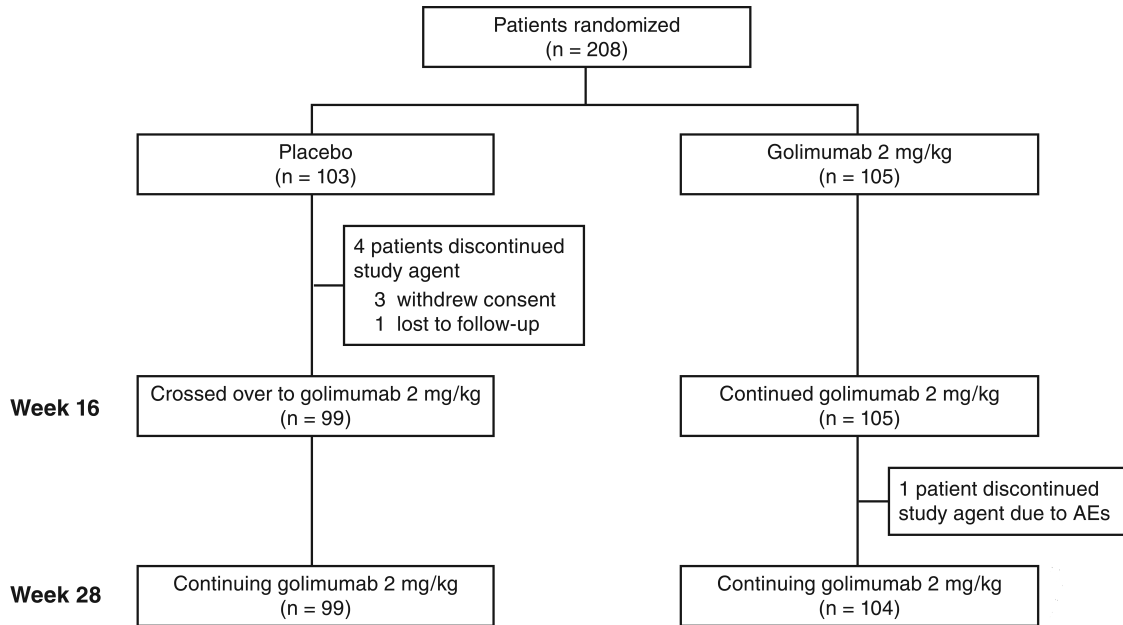 Patients randomized
(n = 208)
Placebo
(n = 103)
Golimumab 2 mg/kg
(n = 105)
4 patients discontinued
study agent
3 withdrew consent
1 lost to follow-up
Week 16
Crossed over to golimumab 2 mg/kg
(n = 99)
Continued golimumab 2 mg/kg
(n = 105)
1 patient discontinued
study agent due to AEs
Week 28
Continuing golimumab 2 mg/kg
(n = 99)
Continuing golimumab 2 mg/kg
(n = 104)